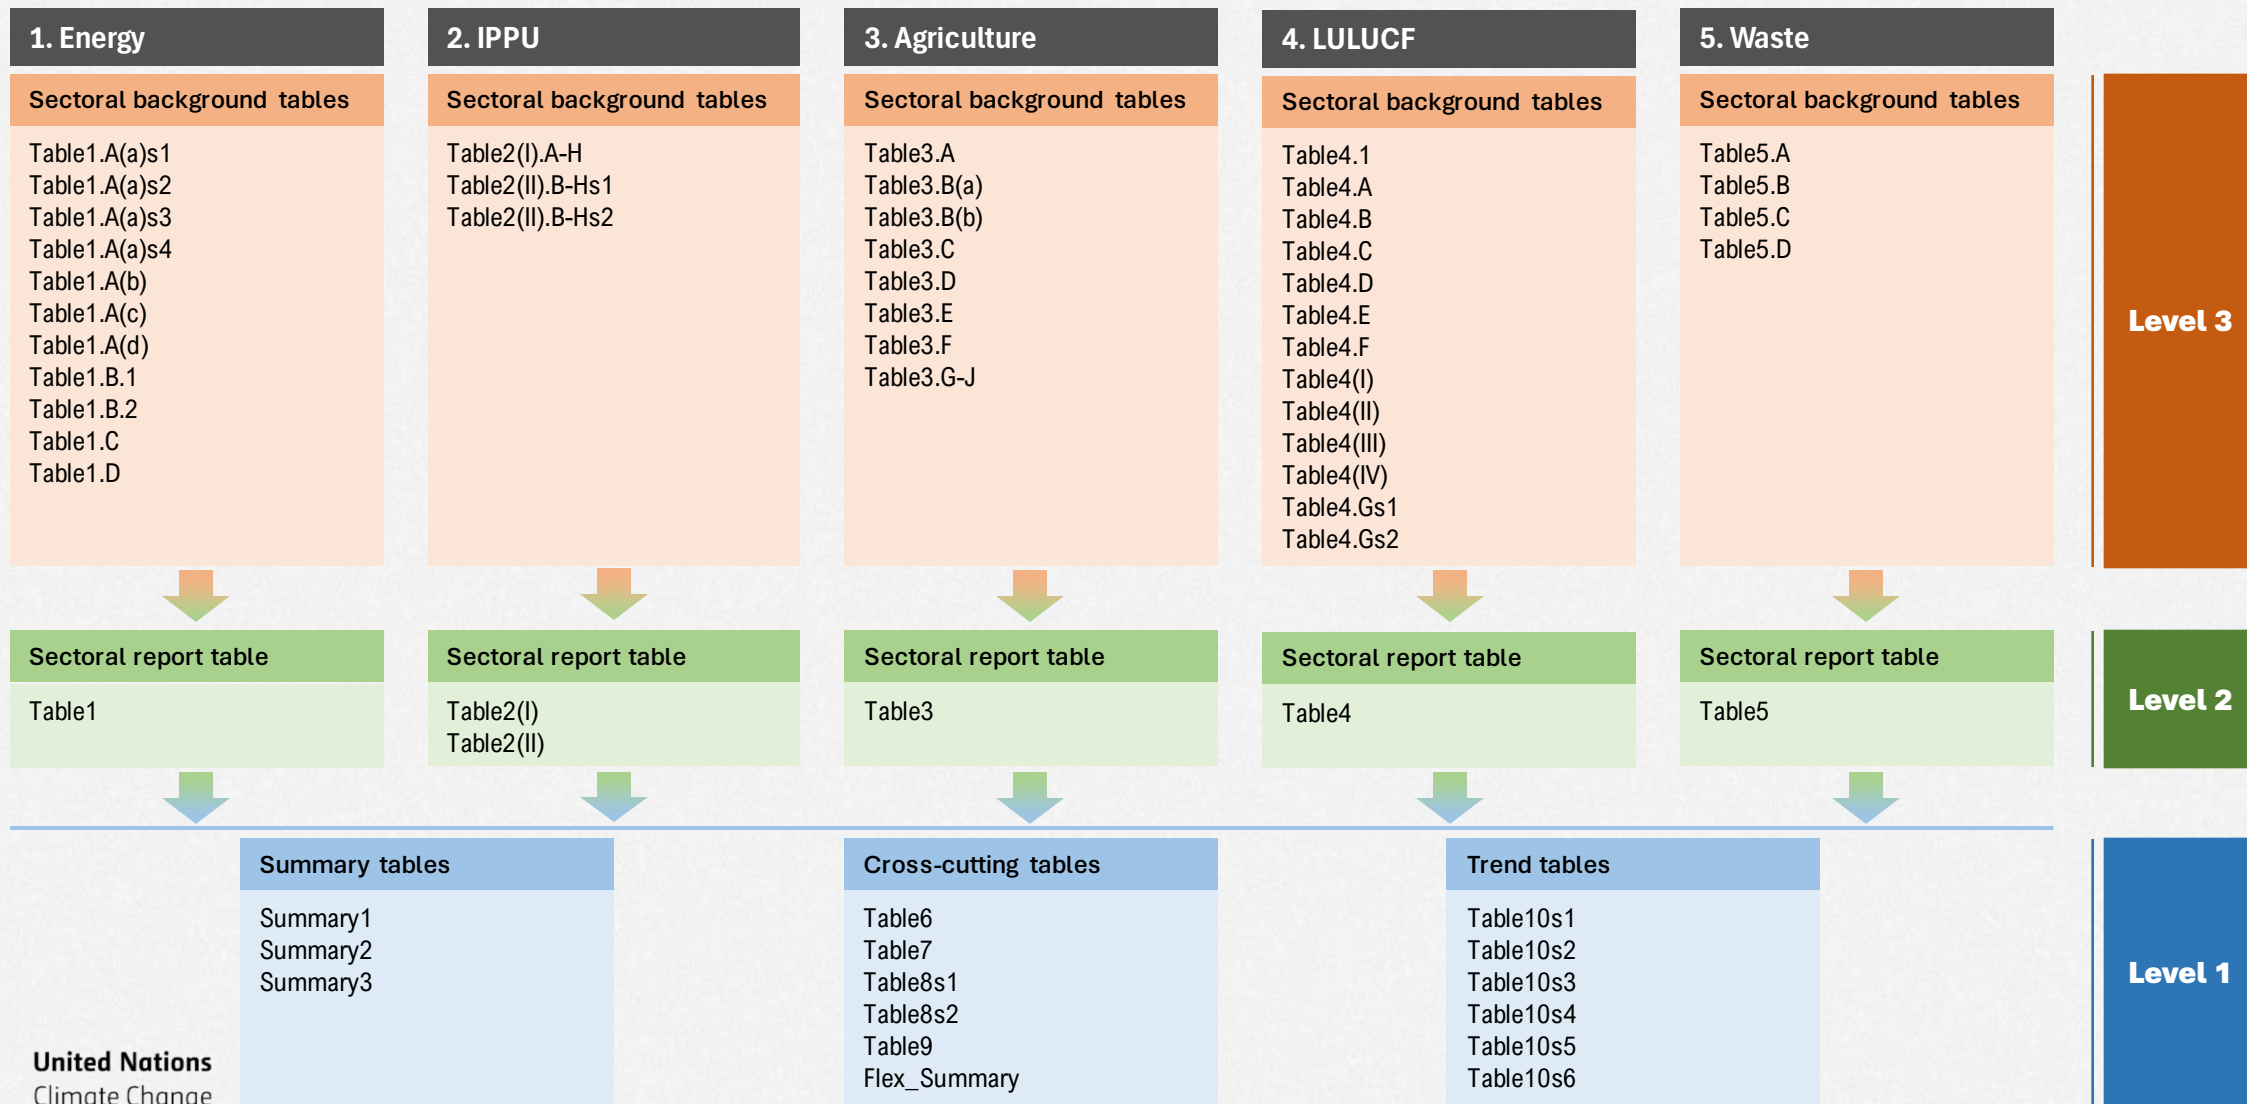 1. Energy
Sectoral background tables
Table1.A(a)s1
Table1.A(a)s2
Table1.A(a)s3
Table1.A(a)s4
Table1.A(b)
Table1.A(c)
Table1.A(d)
Table1.B.1
Table1.B.2
Table1.C
Table1.D
Sectoral report table
Table1
2. IPPU
Sectoral background tables
Table2(I).A-H
Table2(II).B-Hs1
Table2(II).B-Hs2
Sectoral report table
Table2(I)
Table2(II)
3. Agriculture
Sectoral background tables
Table3.A
Table3.B(a)
Table3.B(b)
Table3.C
Table3.D
Table3.E
Table3.F
Table3.G-J
Sectoral report table
Table3
4. LULUCF
Sectoral background tables
Table4.1
Table4.A
Table4.B
Table4.C
Table4.D
Table4.E
Table4.F
Table4(I)
Table4(II)
Table4(III)
Table4(IV)
Table4.Gs1
Table4.Gs2
Sectoral report table
Table4
5. Waste
Sectoral background tables
Table5.A
Table5.B
Table5.C
Table5.D
Sectoral report table
Table5
Level 3
Level 2
Summary tables
Summary1
Summary2
Summary3
Cross-cutting tables
Table6
Table7
Table8s1
Table8s2
Table9
Flex_Summary
Trend tables
Table10s1
Table10s2
Table10s3
Table10s4
Table10s5
Table10s6
Level 1
United Nations
Climate Change